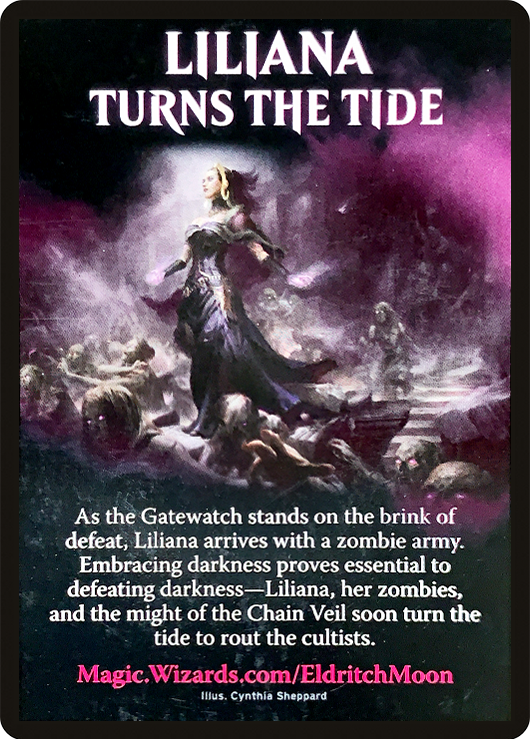 LILIANA
TURNS THE TIDE
As the Gatewatch stands on the brink of
defeat, Liliana arrives with a zombie army.
Embracing darkness proves essential to
defeating darkness—Liliana, her zombies,
and the might of the Chain Veil soon turn the
tide to rout the cultists.
Magic.Wizards.com/EldritchMoon
Illus. Cynthia Sheppard